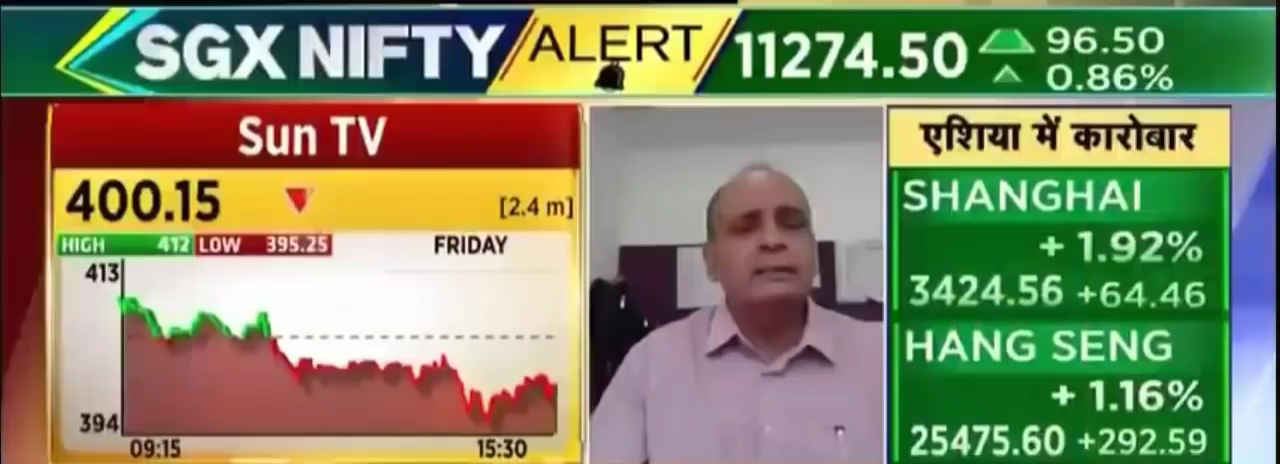 SGX NIFTY ALERT 11274.50 96.50
0.86%
Sun TV
400.15 [2.4 m]
HIGH 412 LOW 395.25 FRIDAY
413
394
09:15 15:30
एशिया में कारोबार
SHANGHAI
+ 1.92%
3424.56 +64.46
HANG SENG
+ 1.16%
25475.60 +292.59